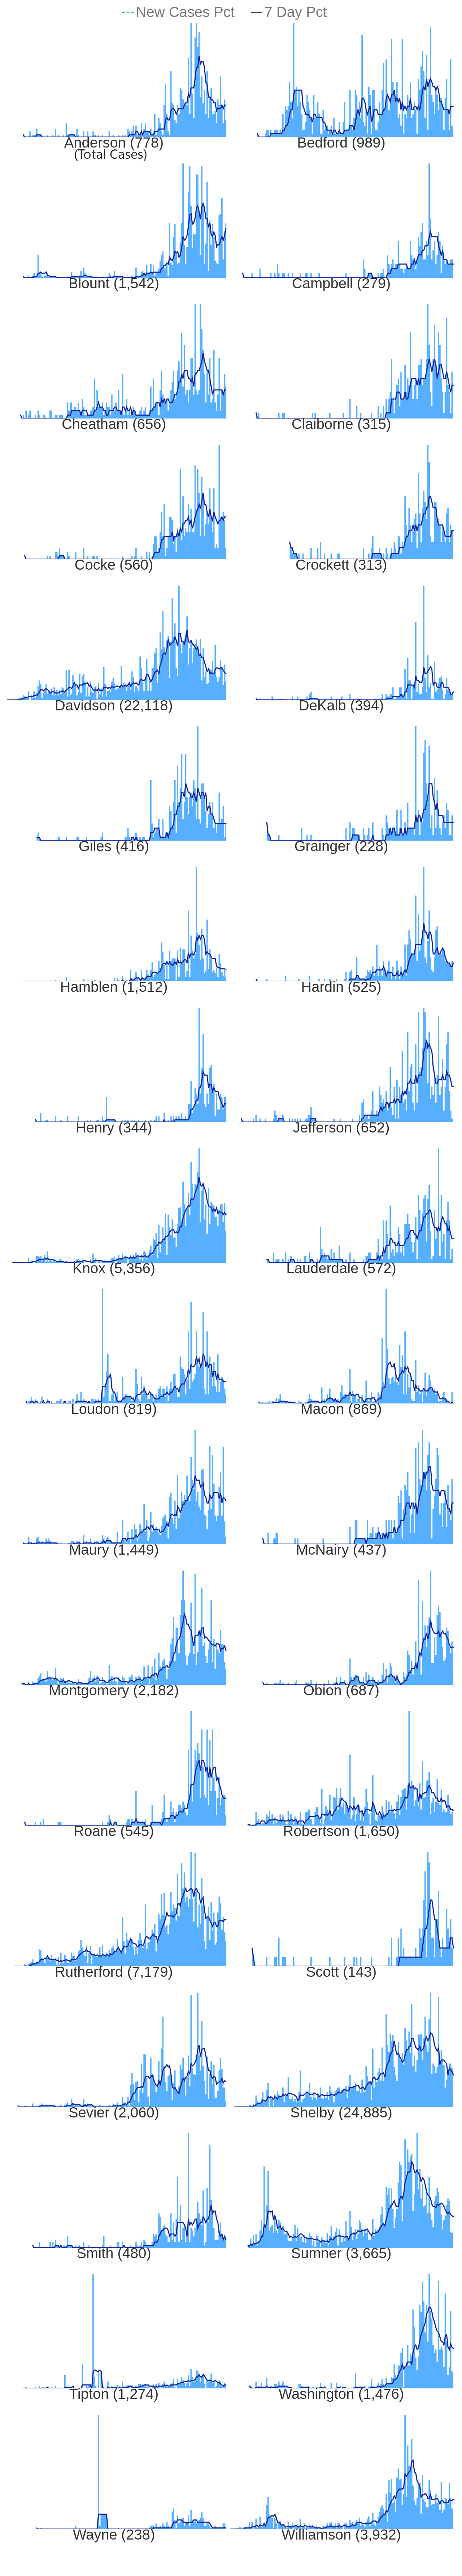 New Cases Pct 7 Day Pct
Anderson (778) Bedford (989)
(Total Cases)
Blount (1,542) Campbell (279)
Cheatham (656) Claiborne (315)
Cocke (560) Crockett (313)
Davidson (22,118) DeKalb (394)
Giles (416) Grainger (228)
Hamblen (1,512) Hardin (525)
Henry (344) Jefferson (652)
Knox (5,356) Lauderdale (572)
Loudon (819) Macon (869)
Maury (1,449) McNairy (437)
Montgomery (2,182) Obion (687)
Roane (545) Robertson (1,650)
Rutherford (7,179) Scott (143)
Sevier (2,060) Shelby (24,885)
Smith (480) Sumner (3,665)
Tipton (1,274) Washington (1,476)
Wayne (238) Williamson (3,932)